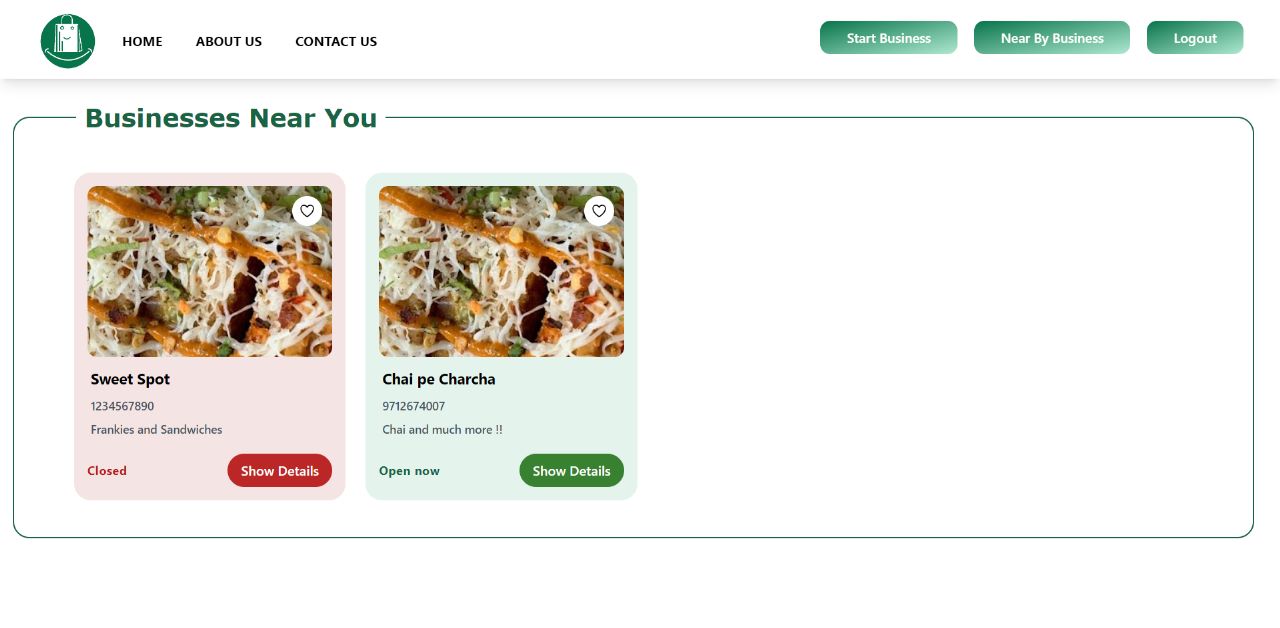 HOME ABOUT US CONTACT US Start Business Near By Business Logout
Businesses Near You
Sweet Spot
1234567890
Frankies and Sandwiches
Closed Show Details
Chai pe Charcha
9712674007
Chai and much more !!
Open now Show Details